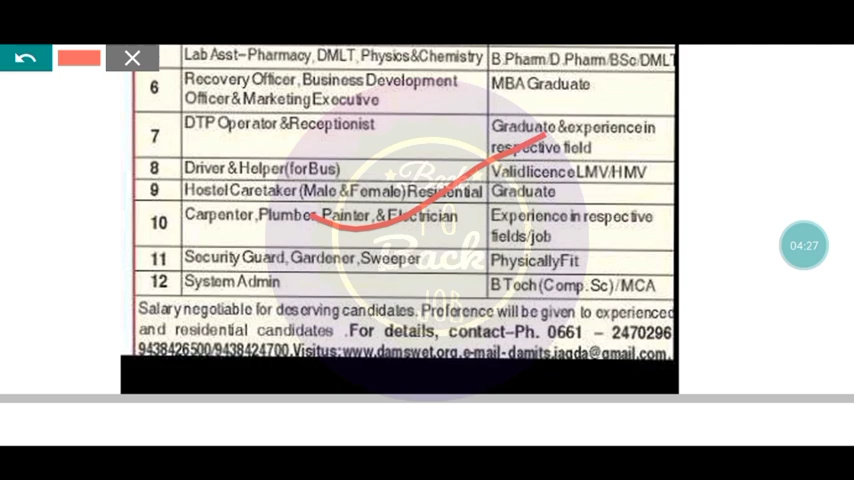 Lab Asst-Pharmacy, DMLT, Physics&Chemistry B.Pharm/D.Pharm/BSc/DMLT
6 Recovery Officer, Business Development MBA Graduate
Officer & Marketing Executive
7 DTP Operator & Receptionist Graduate & experience in
respective field
8 Driver & Helper (for Bus) Valid licence LMV/HMV
9 Hostel Caretaker (Male & Female) Residential Graduate
10 Carpenter, Plumber, Painter, & Electrician Experience in respective
fields/job
11 Security Guard, Gardener, Sweeper Physically Fit
12 System Admin B Tech (Comp. Sc) / MCA
Salary negotiable for deserving candidates. Preference will be given to experienced
and residential candidates .For details, contact-Ph. 0661 - 2470296
9438426500/9438424700. Visit us: www.damswet.org, e-mail- damits.jagda@gmail.com.
Back
TO
Back
JOB
04:27